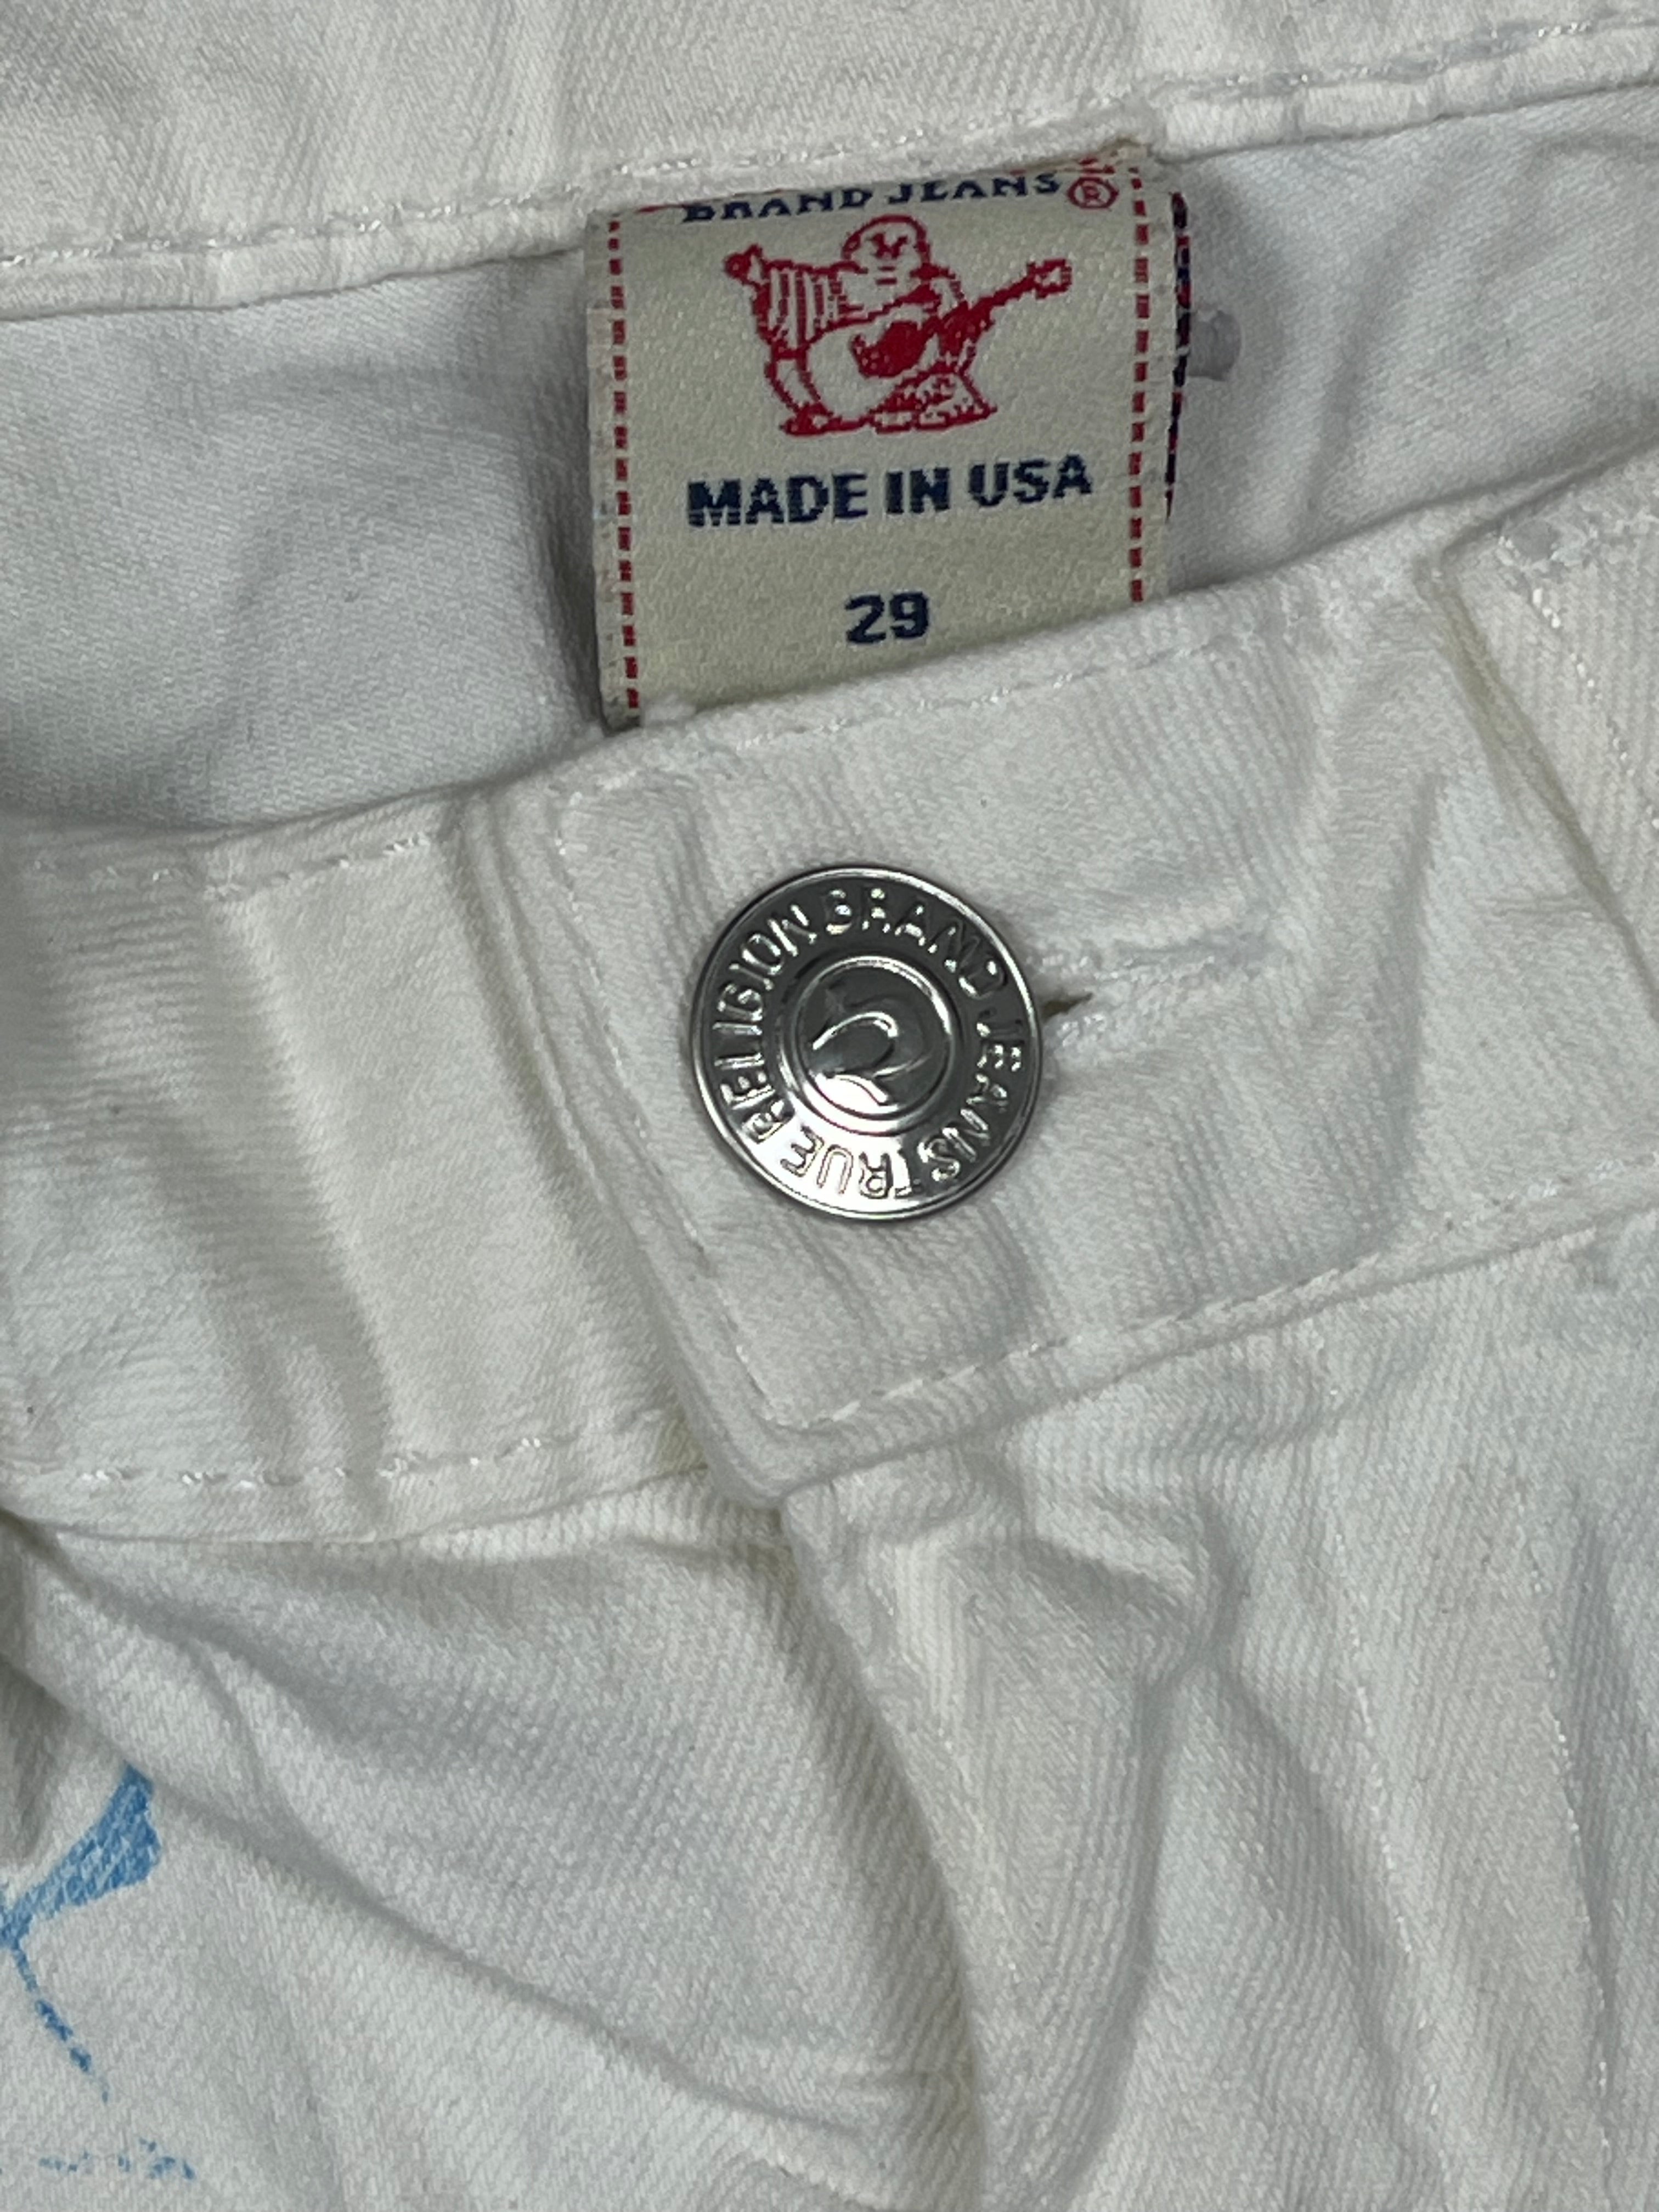 BRAND JEANS®
MADE IN USA
29
TRUE RELIGION BRAND JEANS